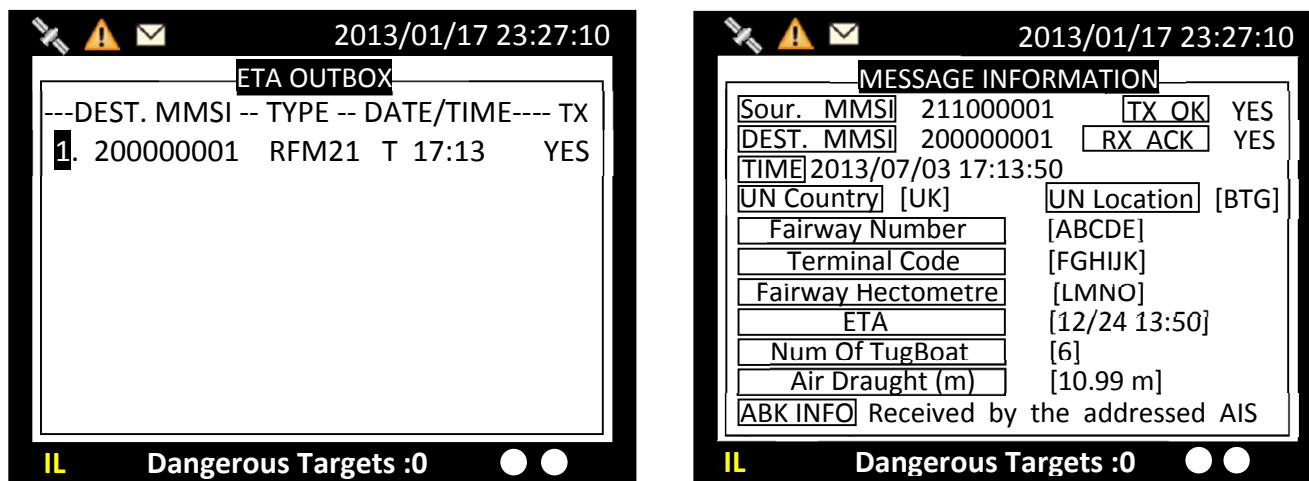 2013/01/17 23:27:10
ETA OUTBOX
---DEST. MMSI -- TYPE -- DATE/TIME---- TX
1. 200000001 RFM21 T 17:13 YES
IL Dangerous Targets :0
2013/01/17 23:27:10
MESSAGE INFORMATION
Sour. MMSI 211000001 TX OK YES
DEST. MMSI 200000001 RX ACK YES
TIME 2013/07/03 17:13:50
UN Country [UK] UN Location [BTG]
Fairway Number [ABCDE]
Terminal Code [FGHIJK]
Fairway Hectometre [LMNO]
ETA [12/24 13:50]
Num Of TugBoat [6]
Air Draught (m) [10.99 m]
ABK INFO Received by the addressed AIS
IL Dangerous Targets :0